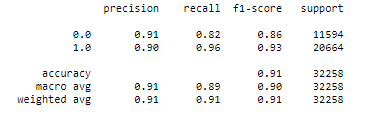 precision recall f1-score support
0.0 0.91 0.82 0.86 11594
1.0 0.90 0.96 0.93 20664
accuracy 0.91 32258
macro avg 0.91 0.89 0.90 32258
weighted avg 0.91 0.91 0.91 32258